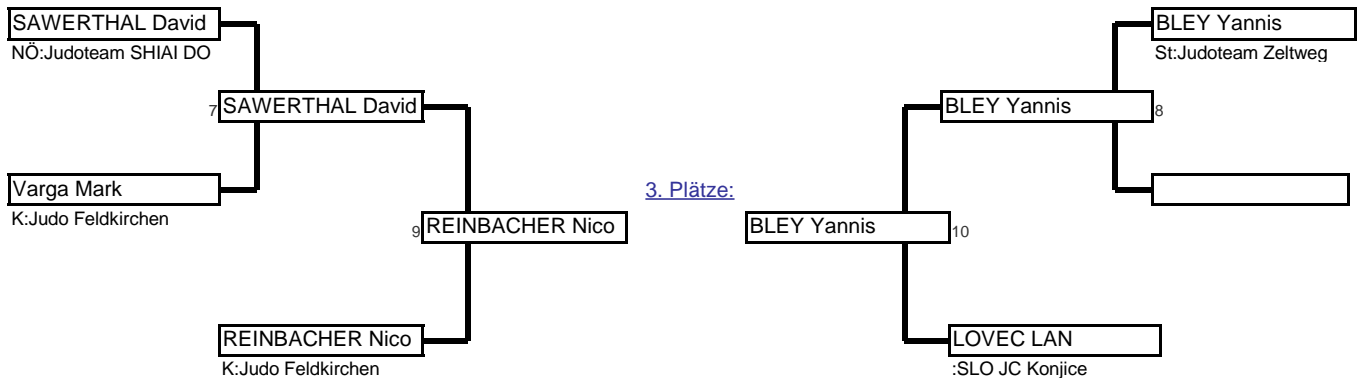 SAWERTHAL David
NÖ:Judoteam SHIAI DO
7 SAWERTHAL David
Varga Mark
K:Judo Feldkirchen
9 REINBACHER Nico
REINBACHER Nico
K:Judo Feldkirchen
3. Plätze:
BLEY Yannis
St:Judoteam Zeltweg
BLEY Yannis 8
BLEY Yannis 10
LOVEC LAN
:SLO JC Konjice